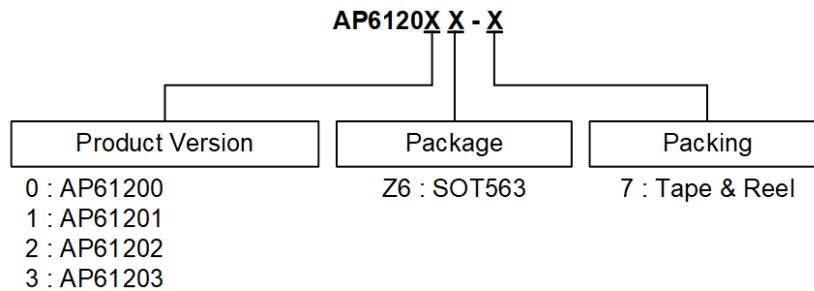 AP6120X X - X
Product Version
Package
Packing
0 : AP61200
1 : AP61201
2 : AP61202
3 : AP61203
Z6 : SOT563
7 : Tape & Reel